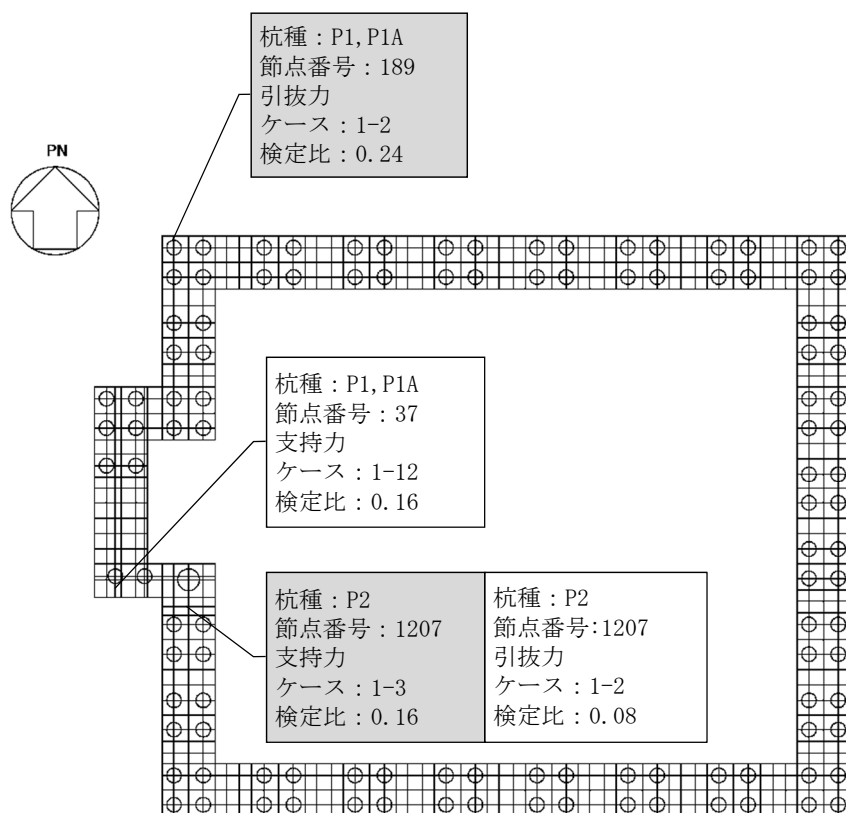 杭種：P1,P1A
節点番号：189
引抜力
ケース：1-2
検定比：0.24
PN
杭種：P1,P1A
節点番号：37
支持力
ケース：1-12
検定比：0.16
杭種：P2
節点番号：1207
支持力
ケース：1-3
検定比：0.16
杭種：P2
節点番号:1207
引抜力
ケース：1-2
検定比：0.08